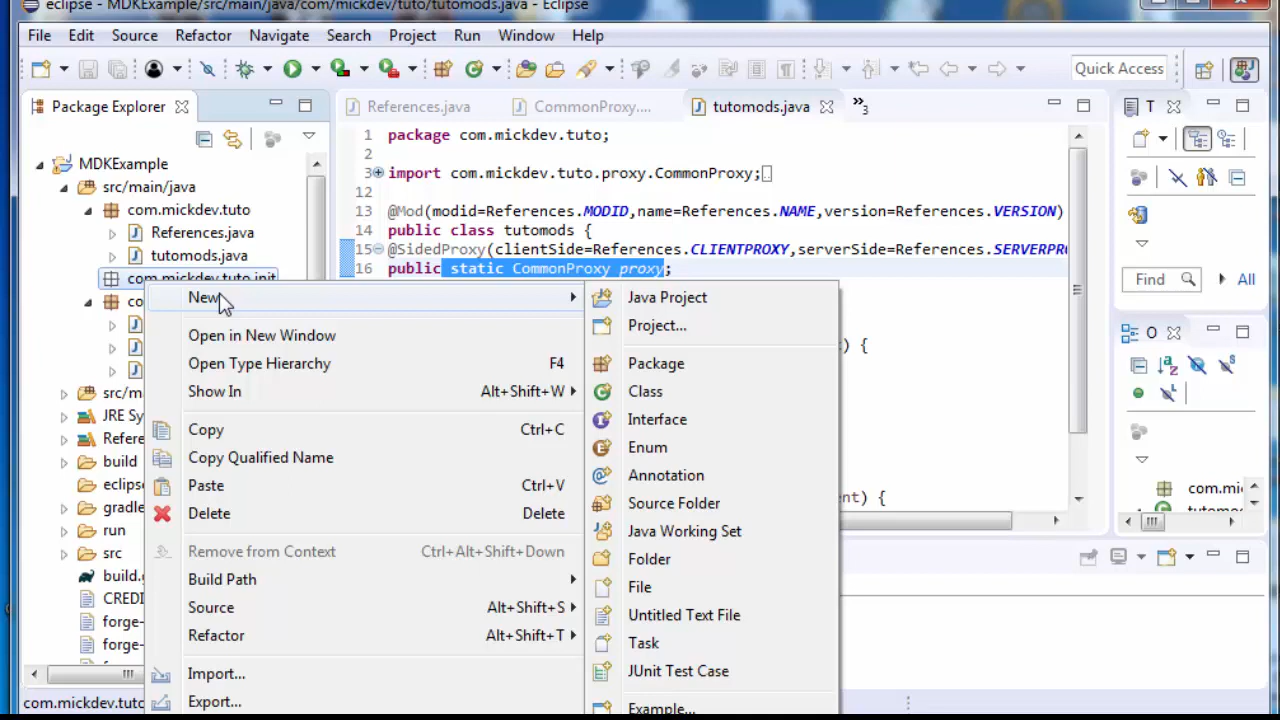 eclipse - MDKExample/src/main/java/com/mickdev/tuto/tutomods.java - Eclipse
File Edit Source Refactor Navigate Search Project Run Window Help
Quick Access
Package Explorer
References.java
CommonProxy....
tutomods.java
»3
T
MDKExample
src/main/java
com.mickdev.tuto
References.java
tutomods.java
com.mickdev.tuto.init
co
src/m
JRE Sy
Refere
build
eclips
gradle
run
src
build.g
CREDI
forge-
forge-
1 package com.mickdev.tuto;
2
3 import com.mickdev.tuto.proxy.CommonProxy;
12
13 @Mod(modid=References.MODID,name=References.NAME,version=References.VERSION)
14 public class tutomods {
15 @SidedProxy(clientSide=References.CLIENTPROXY,serverSide=References.SERVERPR
16 public static CommonProxy proxy;
) {
ent) {
New
Open in New Window
Open Type Hierarchy F4
Show In Alt+Shift+W
Copy Ctrl+C
Copy Qualified Name
Paste Ctrl+V
Delete Delete
Remove from Context Ctrl+Alt+Shift+Down
Build Path
Source Alt+Shift+S
Refactor Alt+Shift+T
Import...
Export...
Java Project
Project...
Package
Class
Interface
Enum
Annotation
Source Folder
Java Working Set
Folder
File
Untitled Text File
Task
JUnit Test Case
Example...
Find All
O
com.mi
tutomo
com.mickdev.tuto